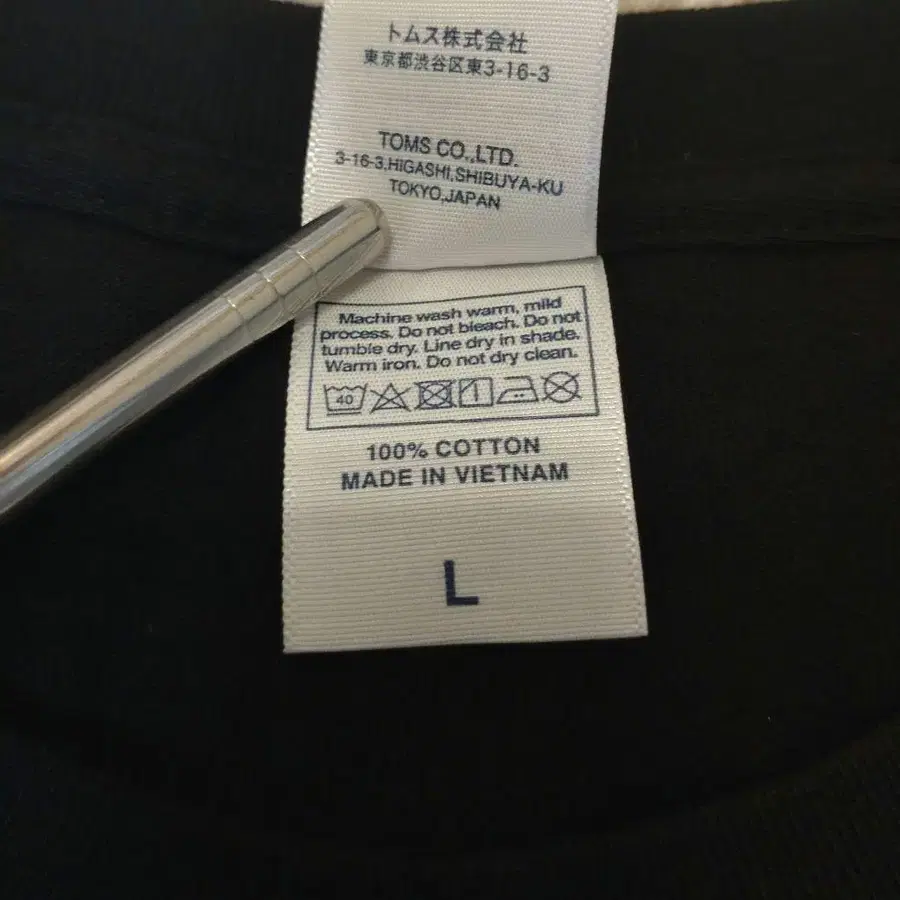 トムス株式会社
東京都渋谷区東3-16-3
TOMS CO.,LTD.
3-16-3,HIGASHI,SHIBUYA-KU
TOKYO,JAPAN
Machine wash warm, mild
process. Do not bleach. Do not
tumble dry. Line dry in shade.
Warm iron. Do not dry clean.
40
100% COTTON
MADE IN VIETNAM
L